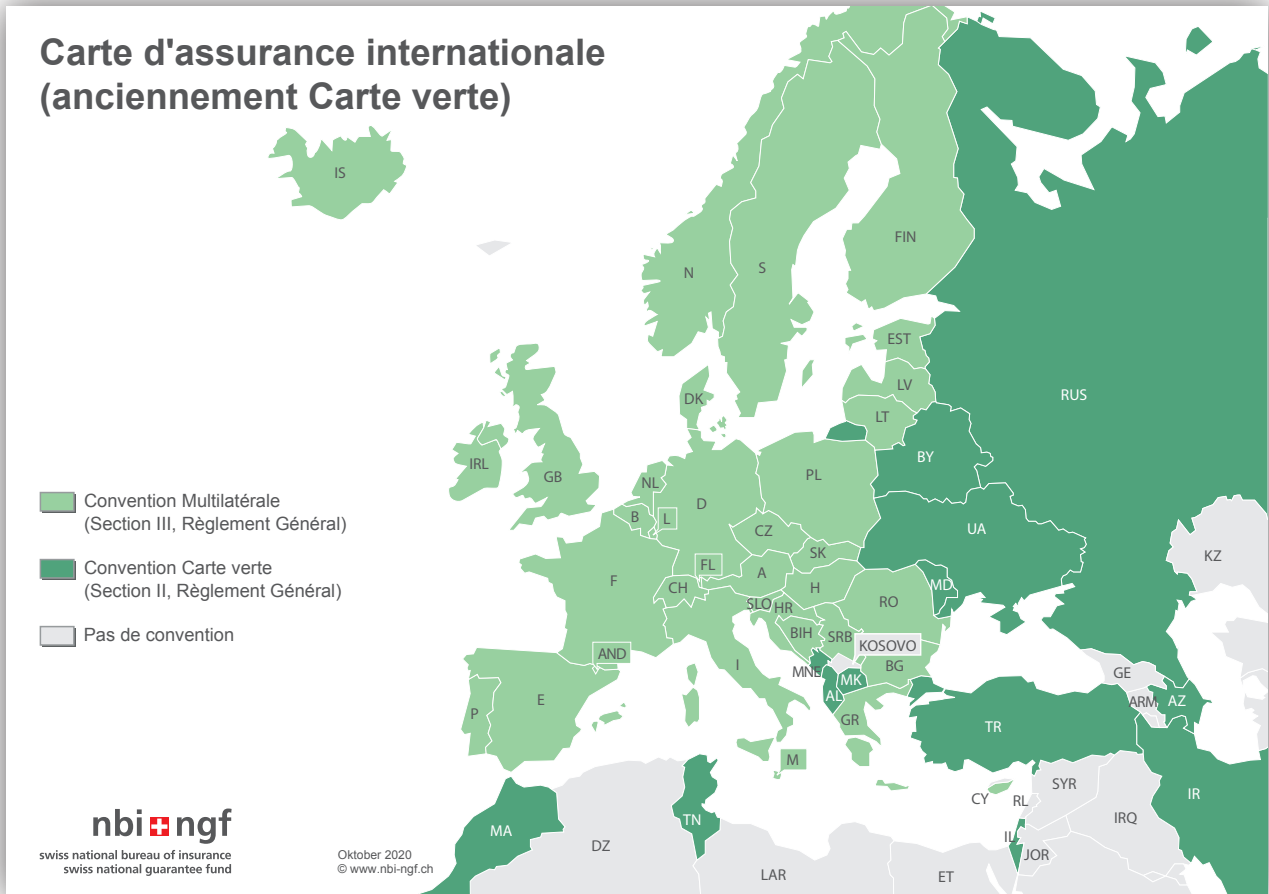 Carte d'assurance internationale
(anciennement Carte verte)
IS
N
S
FIN
EST
LV
LT
RUS
DK
BY
IRL
GB
NL
PL
D
B
L
UA
CZ
SK
FL
KZ
F
CH
A
H
MD
RO
SLO
HR
BIH
SRB
KOSOVO
AND
BG
MNE
MK
I
GE
AL
ARM
AZ
E
P
GR
TR
M
SYR
CY
RL
IR
IRQ
MA
TN
IL
DZ
JOR
LAR
ET
Convention Multilatérale
(Section III, Règlement Général)
Convention Carte verte
(Section II, Règlement Général)
Pas de convention
nbi ngf
swiss national bureau of insurance
swiss national guarantee fund
Oktober 2020
© www.nbi-ngf.ch